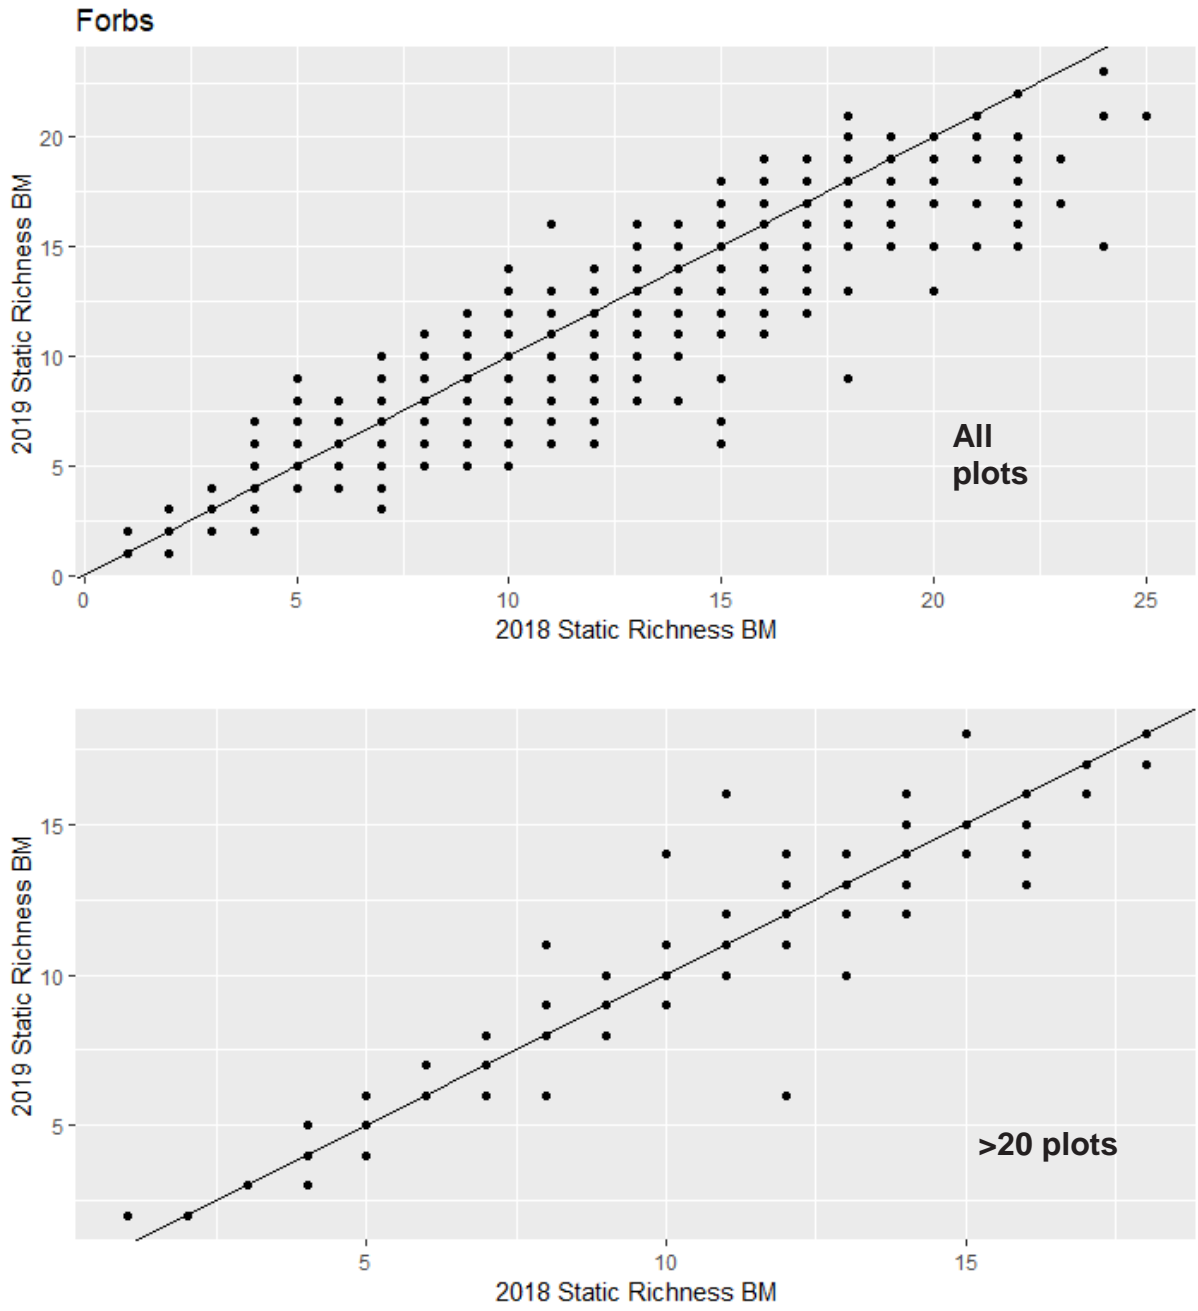 Forbs
2019 Static Richness BM
20
15
10
5
0
All
plots
0 5 10 15 20 25
2018 Static Richness BM
2019 Static Richness BM
15
10
5
>20 plots
5 10 15
2018 Static Richness BM